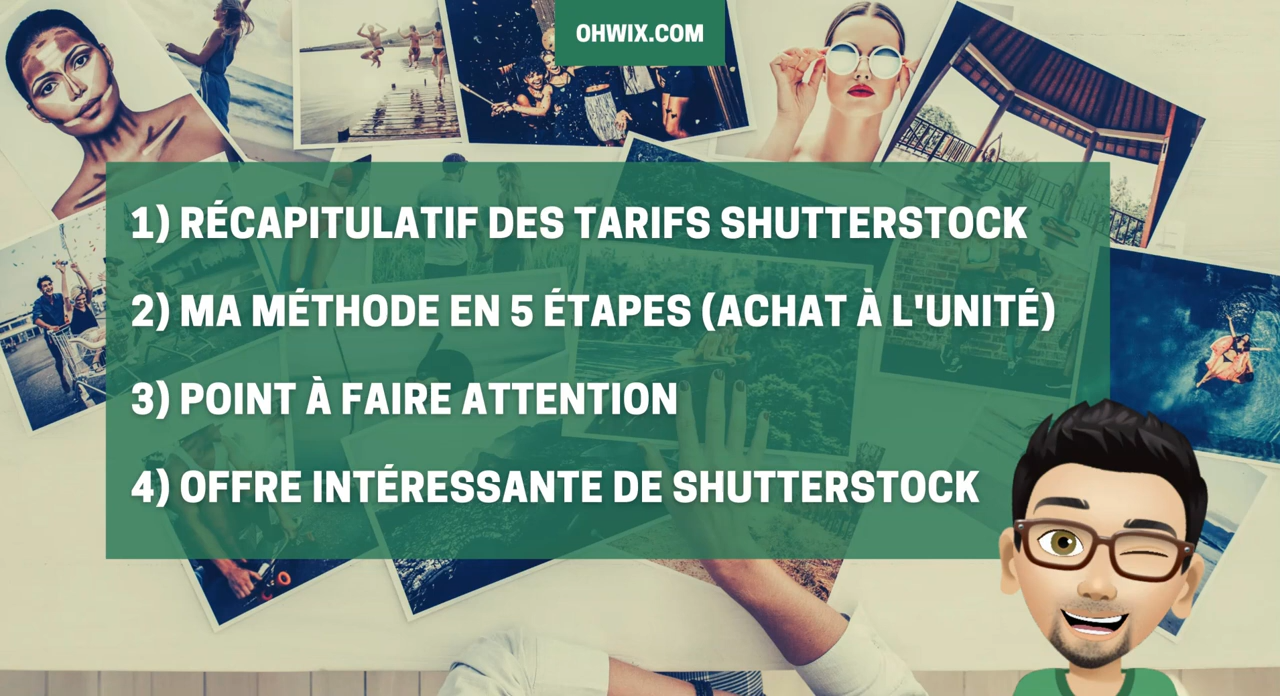 OHWIX.COM
1) RÉCAPITULATIF DES TARIFS SHUTTERSTOCK
2) MA MÉTHODE EN 5 ÉTAPES (ACHAT À L'UNITÉ)
3) POINT À FAIRE ATTENTION
4) OFFRE INTÉRESSANTE DE SHUTTERSTOCK